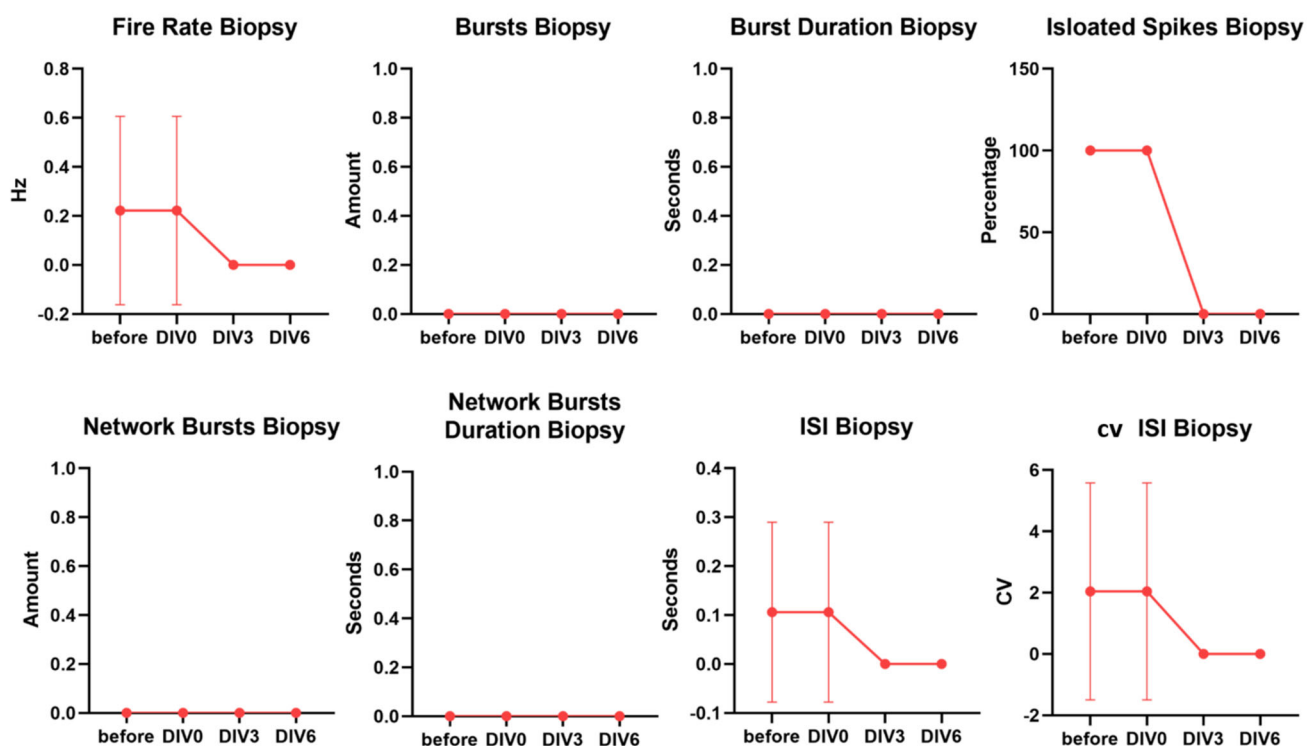 Fire Rate Biopsy
0.8
0.6
0.4
0.2
0.0
-0.2
Hz
before DIV0 DIV3 DIV6
Bursts Biopsy
1.0
0.8
0.6
0.4
0.2
0.0
Amount
before DIV0 DIV3 DIV6
Burst Duration Biopsy
1.0
0.8
0.6
0.4
0.2
0.0
Seconds
before DIV0 DIV3 DIV6
Isloated Spikes Biopsy
150
100
50
0
Percentage
before DIV0 DIV3 DIV6
Network Bursts Biopsy
1.0
0.8
0.6
0.4
0.2
0.0
Amount
before DIV0 DIV3 DIV6
Network Bursts
Duration Biopsy
1.0
0.8
0.6
0.4
0.2
0.0
Seconds
before DIV0 DIV3 DIV6
ISI Biopsy
0.4
0.3
0.2
0.1
0.0
-0.1
Seconds
before DIV0 DIV3 DIV6
cv ISI Biopsy
6
4
2
0
-2
CV
before DIV0 DIV3 DIV6